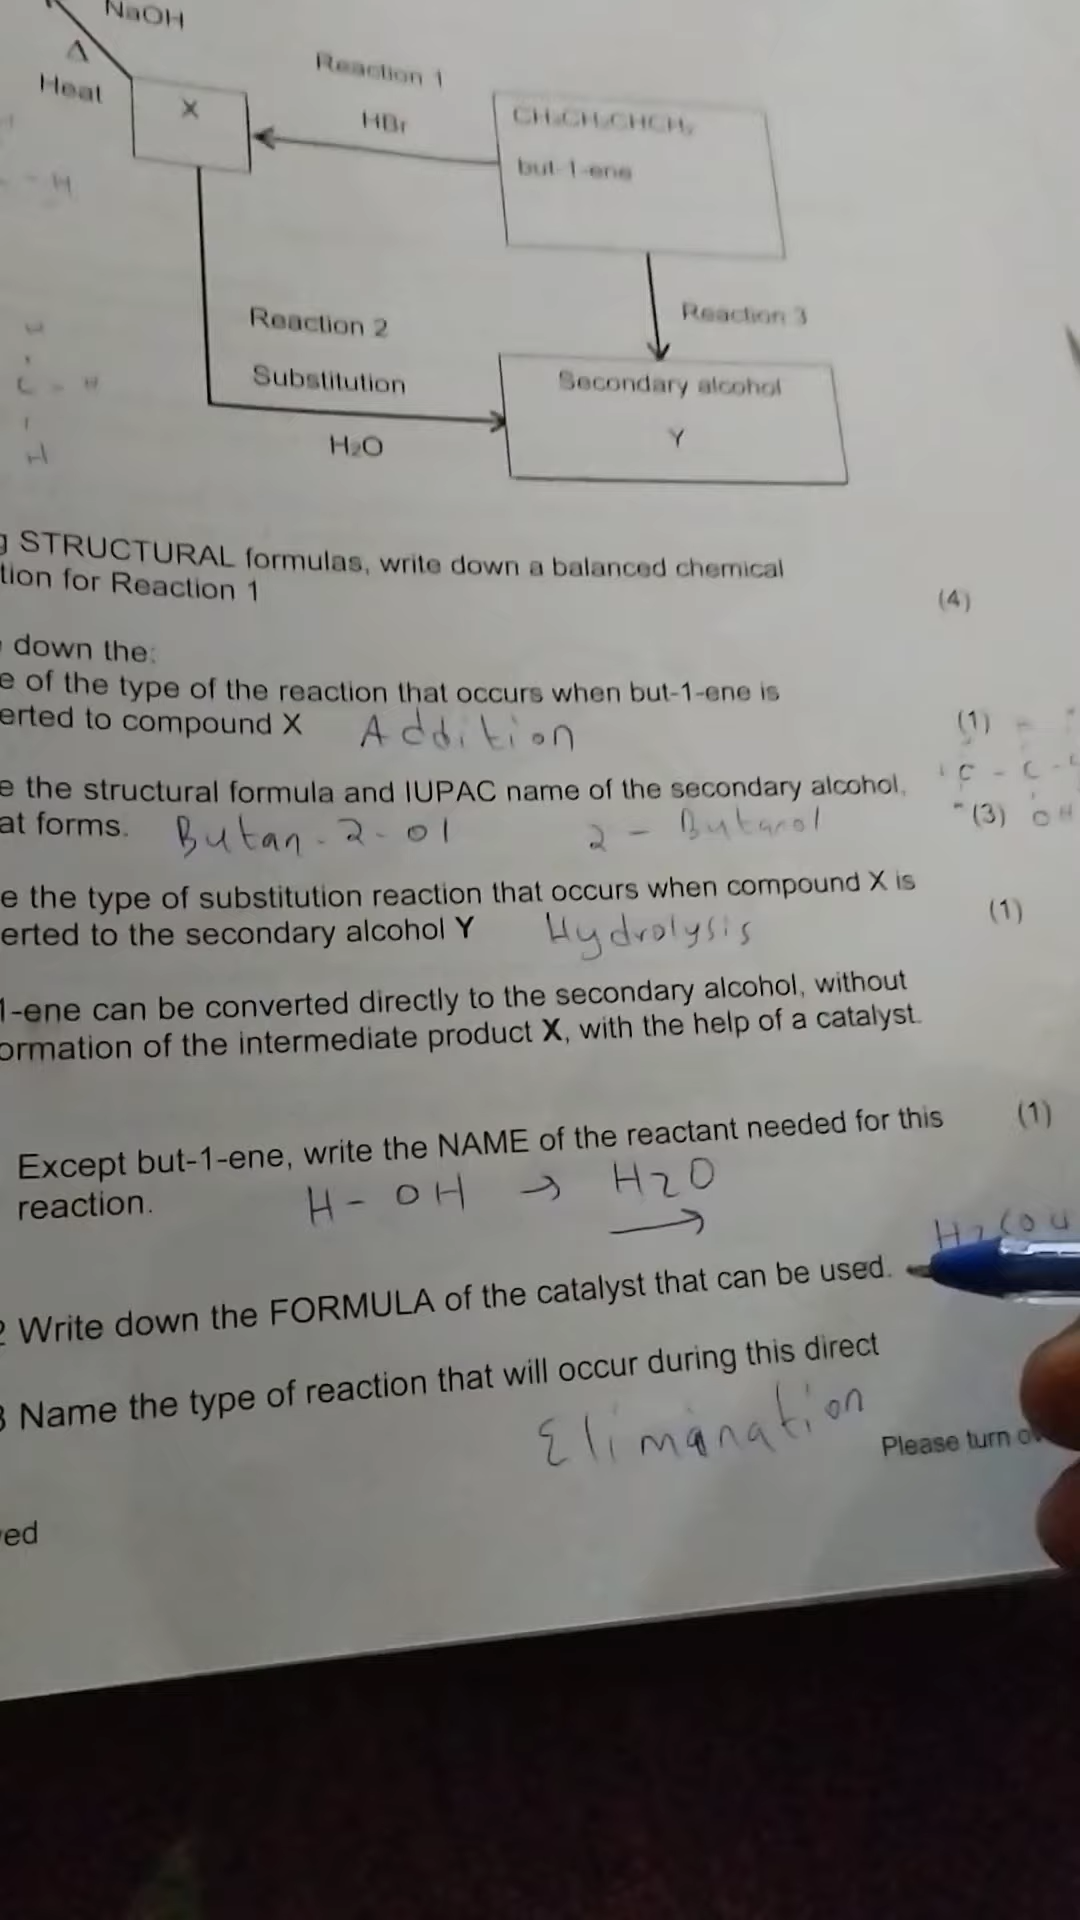 NaOH
Δ
Heat
X
Reaction 1
HBr
CH₃CH₂CHCH₂
but-1-ene
Reaction 2
Substitution
H₂O
Reaction 3
Secondary alcohol
Y
H
C - H
H
STRUCTURAL formulas, write down a balanced chemical
tion for Reaction 1
(4)
down the:
e of the type of the reaction that occurs when but-1-ene is
erted to compound X Addition
(1)
e the structural formula and IUPAC name of the secondary alcohol,
at forms. Butan-2-ol 2-Butanol
(3) OH
C - C -
e the type of substitution reaction that occurs when compound X is
erted to the secondary alcohol Y Hydrolysis
(1)
1-ene can be converted directly to the secondary alcohol, without
ormation of the intermediate product X, with the help of a catalyst.
Except but-1-ene, write the NAME of the reactant needed for this
(1)
reaction. H-OH → H2O
→
2 Write down the FORMULA of the catalyst that can be used.
3 Name the type of reaction that will occur during this direct
Elimanation
Please turn
ed